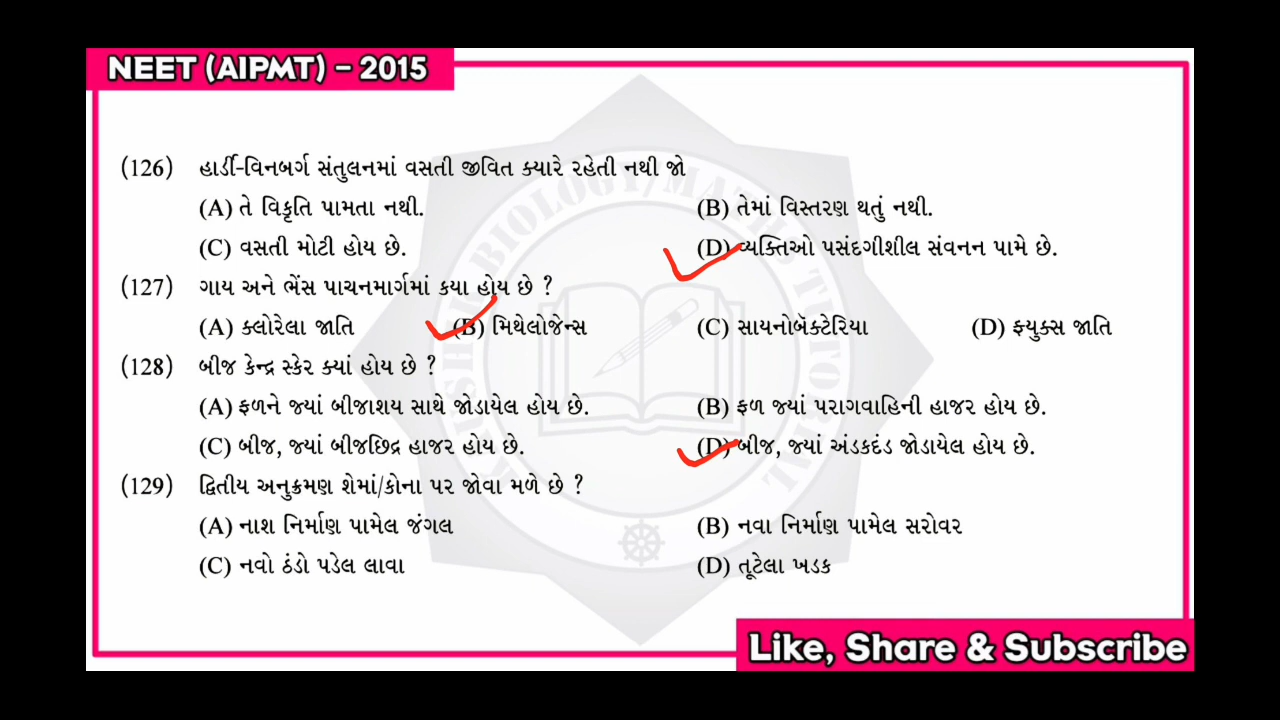 NEET (AIPMT) – 2015
(126) હાર્ડી-વિનબર્ગ સંતુલનમાં વસતી જીવિત ક્યારે રહેતી નથી જો
(A) તે વિકૃતિ પામતા નથી. (B) તેમાં વિસ્તરણ થતું નથી.
(C) વસતી મોટી હોય છે. (D) વ્યક્તિઓ પસંદગીશીલ સંવનન પામે છે.
(127) ગાય અને ભેંસ પાચનમાર્ગમાં કયા હોય છે ?
(A) ક્લોરેલા જાતિ (B) મિથેલોજેન્સ (C) સાયનોબૅક્ટેરિયા (D) ફ્યુક્સ જાતિ
(128) બીજ કેન્દ્ર સ્કેર ક્યાં હોય છે ?
(A) ફળને જ્યાં બીજાશય સાથે જોડાયેલ હોય છે. (B) ફળ જ્યાં પરાગવાહિની હાજર હોય છે.
(C) બીજ, જ્યાં બીજછિદ્ર હાજર હોય છે. (D) બીજ, જ્યાં અંડકદંડ જોડાયેલ હોય છે.
(129) દ્વિતીય અનુક્રમણ શેમાં/કોના પર જોવા મળે છે ?
(A) નાશ નિર્માણ પામેલ જંગલ (B) નવા નિર્માણ પામેલ સરોવર
(C) નવો ઠંડો પડેલ લાવા (D) તૂટેલા ખડક
Like, Share & Subscribe